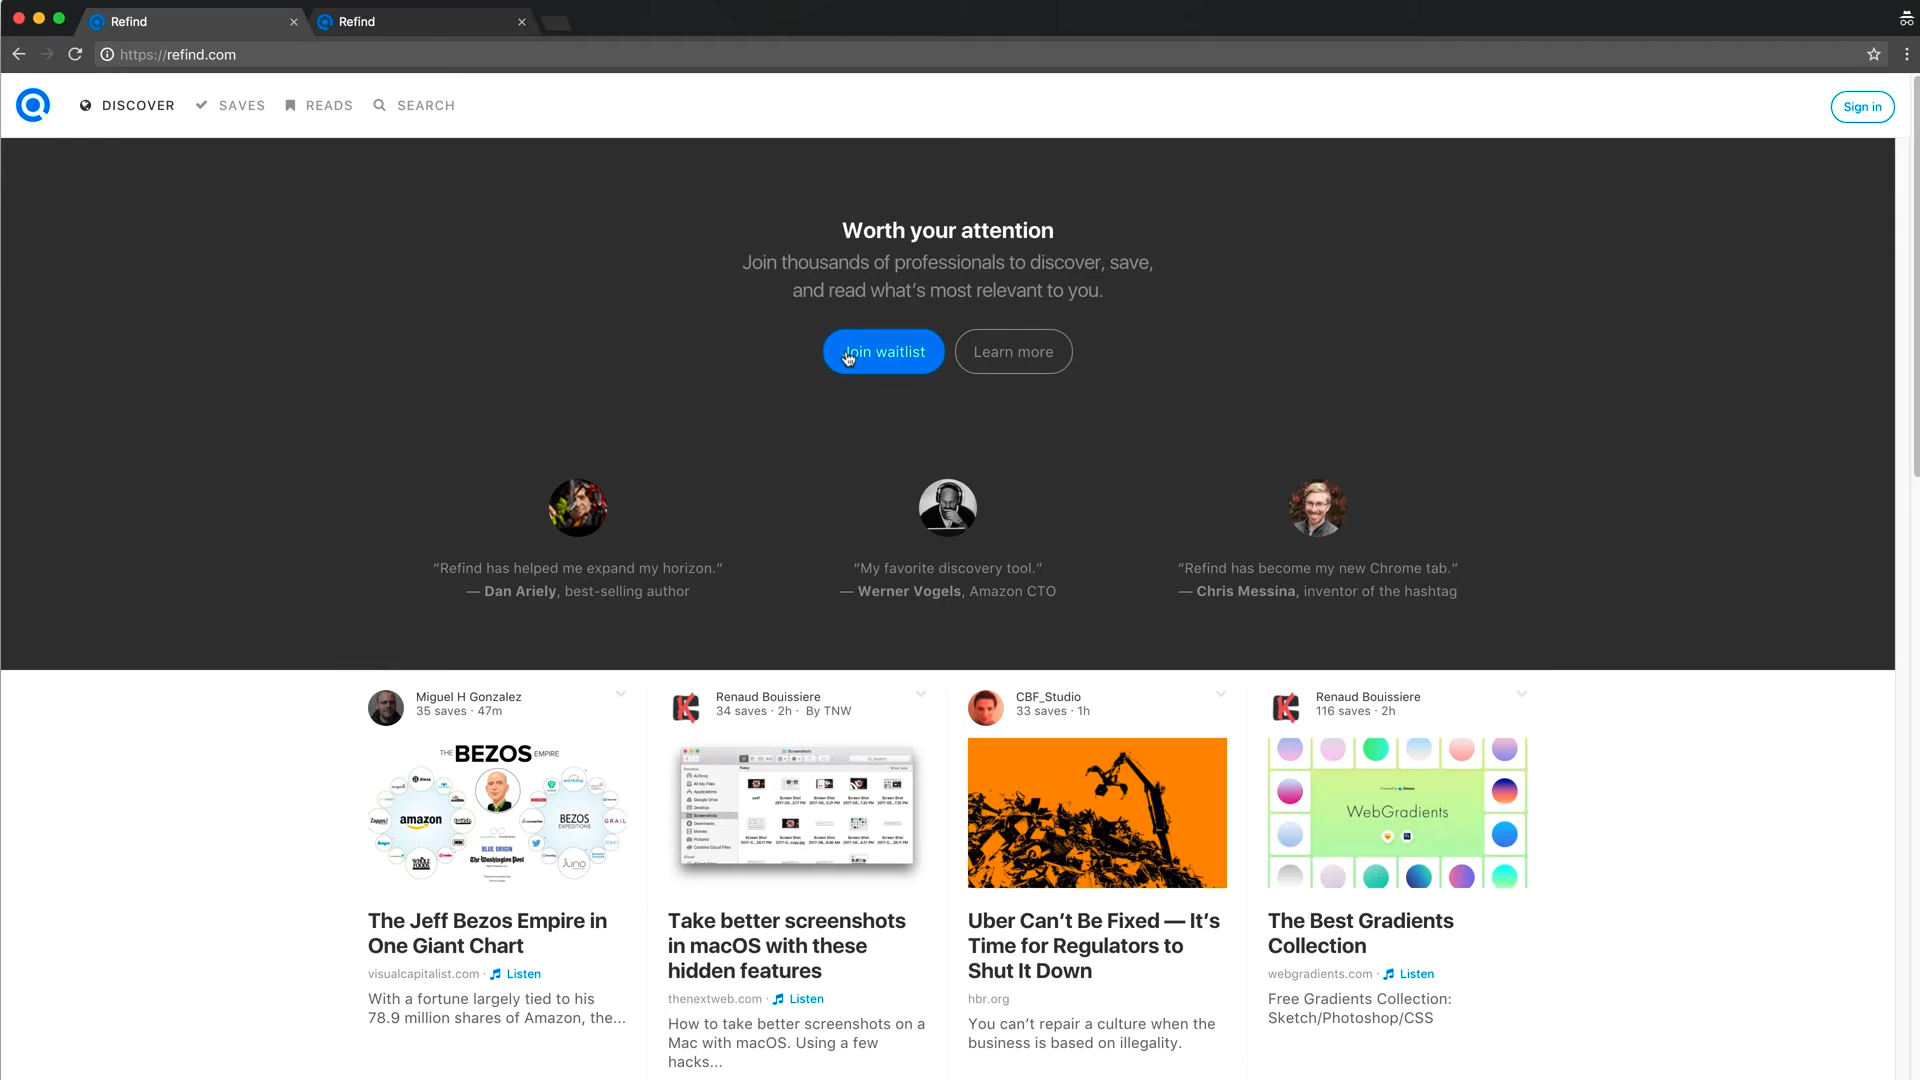 Refind
Refind
https://refind.com
DISCOVER
SAVES
READS
SEARCH
Sign in
Worth your attention
Join thousands of professionals to discover, save,
and read what's most relevant to you.
Join waitlist
Learn more
“Refind has helped me expand my horizon.”
— Dan Ariely, best-selling author
“My favorite discovery tool.”
— Werner Vogels, Amazon CTO
“Refind has become my new Chrome tab.”
— Chris Messina, inventor of the hashtag
Miguel H Gonzalez
35 saves · 47m
THE BEZOS EMPIRE
amazon
BEZOS
EXPEDITIONS
BLUE ORIGIN
The Washington Post
GRAIL
juno
twitch
Zappos
The Jeff Bezos Empire in
One Giant Chart
visualcapitalist.com · Listen
With a fortune largely tied to his
78.9 million shares of Amazon, the...
Renaud Bouissiere
34 saves · 2h · By TNW
Screenshots
Take better screenshots
in macOS with these
hidden features
thenextweb.com · Listen
How to take better screenshots on a
Mac with macOS. Using a few
hacks...
CBF_Studio
33 saves · 1h
Uber Can’t Be Fixed — It’s
Time for Regulators to
Shut It Down
hbr.org
You can’t repair a culture when the
business is based on illegality.
Renaud Bouissiere
116 saves · 2h
WebGradients
The Best Gradients
Collection
webgradients.com · Listen
Free Gradients Collection:
Sketch/Photoshop/CSS